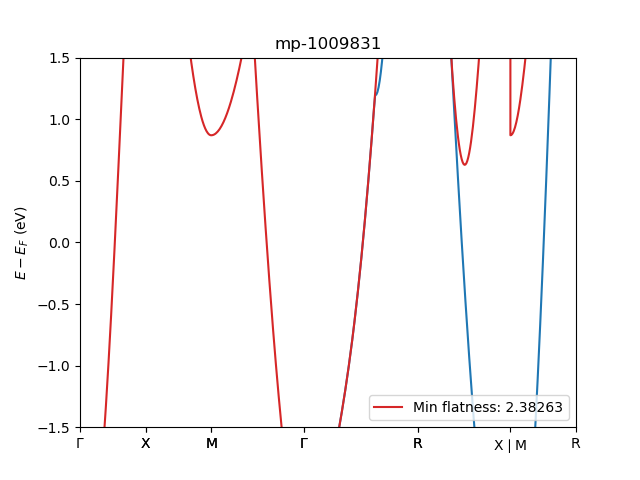 mp-1009831
1.5
1.0
0.5
0.0
−0.5
−1.0
−1.5
E − E_F (eV)
Min flatness: 2.38263
Γ X M Γ R X | M R